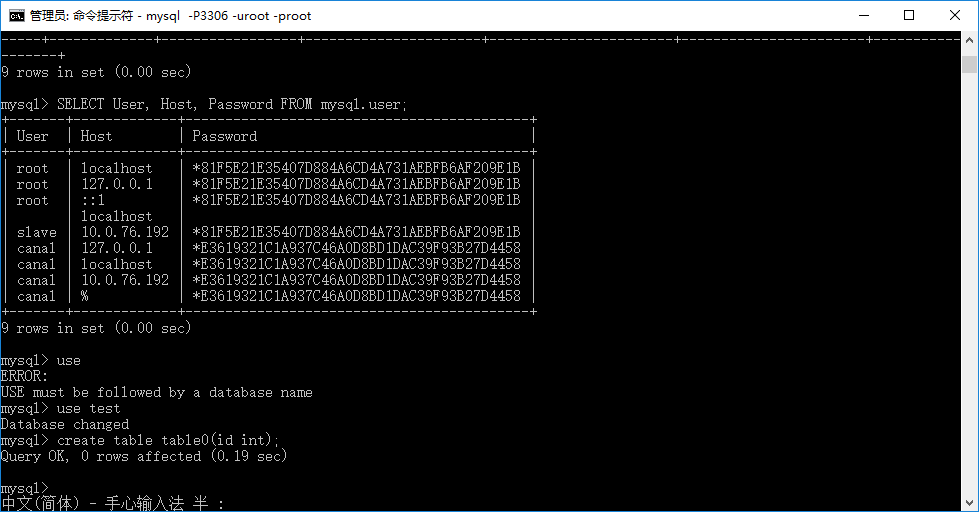 管理员: 命令提示符 - mysql  -P3306 -uroot -proot
-----+-------------+-----------------+----------------------+-----------------------+-----------------------+-----------
-------+
9 rows in set (0.00 sec)
mysql> SELECT User, Host, Password FROM mysql.user;
+-------+-------------+-------------------------------------------+
| User  | Host        | Password                                  |
+-------+-------------+-------------------------------------------+
| root  | localhost   | *81F5E21E35407D884A6CD4A731AEBFB6AF209E1B |
| root  | 127.0.0.1   | *81F5E21E35407D884A6CD4A731AEBFB6AF209E1B |
| root  | ::1         | *81F5E21E35407D884A6CD4A731AEBFB6AF209E1B |
|       | localhost   |                                           |
| slave | 10.0.76.192 | *81F5E21E35407D884A6CD4A731AEBFB6AF209E1B |
| canal | 127.0.0.1   | *E3619321C1A937C46A0D8BD1DAC39F93B27D4458 |
| canal | localhost   | *E3619321C1A937C46A0D8BD1DAC39F93B27D4458 |
| canal | 10.0.76.192 | *E3619321C1A937C46A0D8BD1DAC39F93B27D4458 |
| canal | %           | *E3619321C1A937C46A0D8BD1DAC39F93B27D4458 |
+-------+-------------+-------------------------------------------+
9 rows in set (0.00 sec)
mysql> use
ERROR:
USE must be followed by a database name
mysql> use test
Database changed
mysql> create table table0(id int);
Query OK, 0 rows affected (0.19 sec)
mysql>
中文(简体) - 手心输入法 半 :